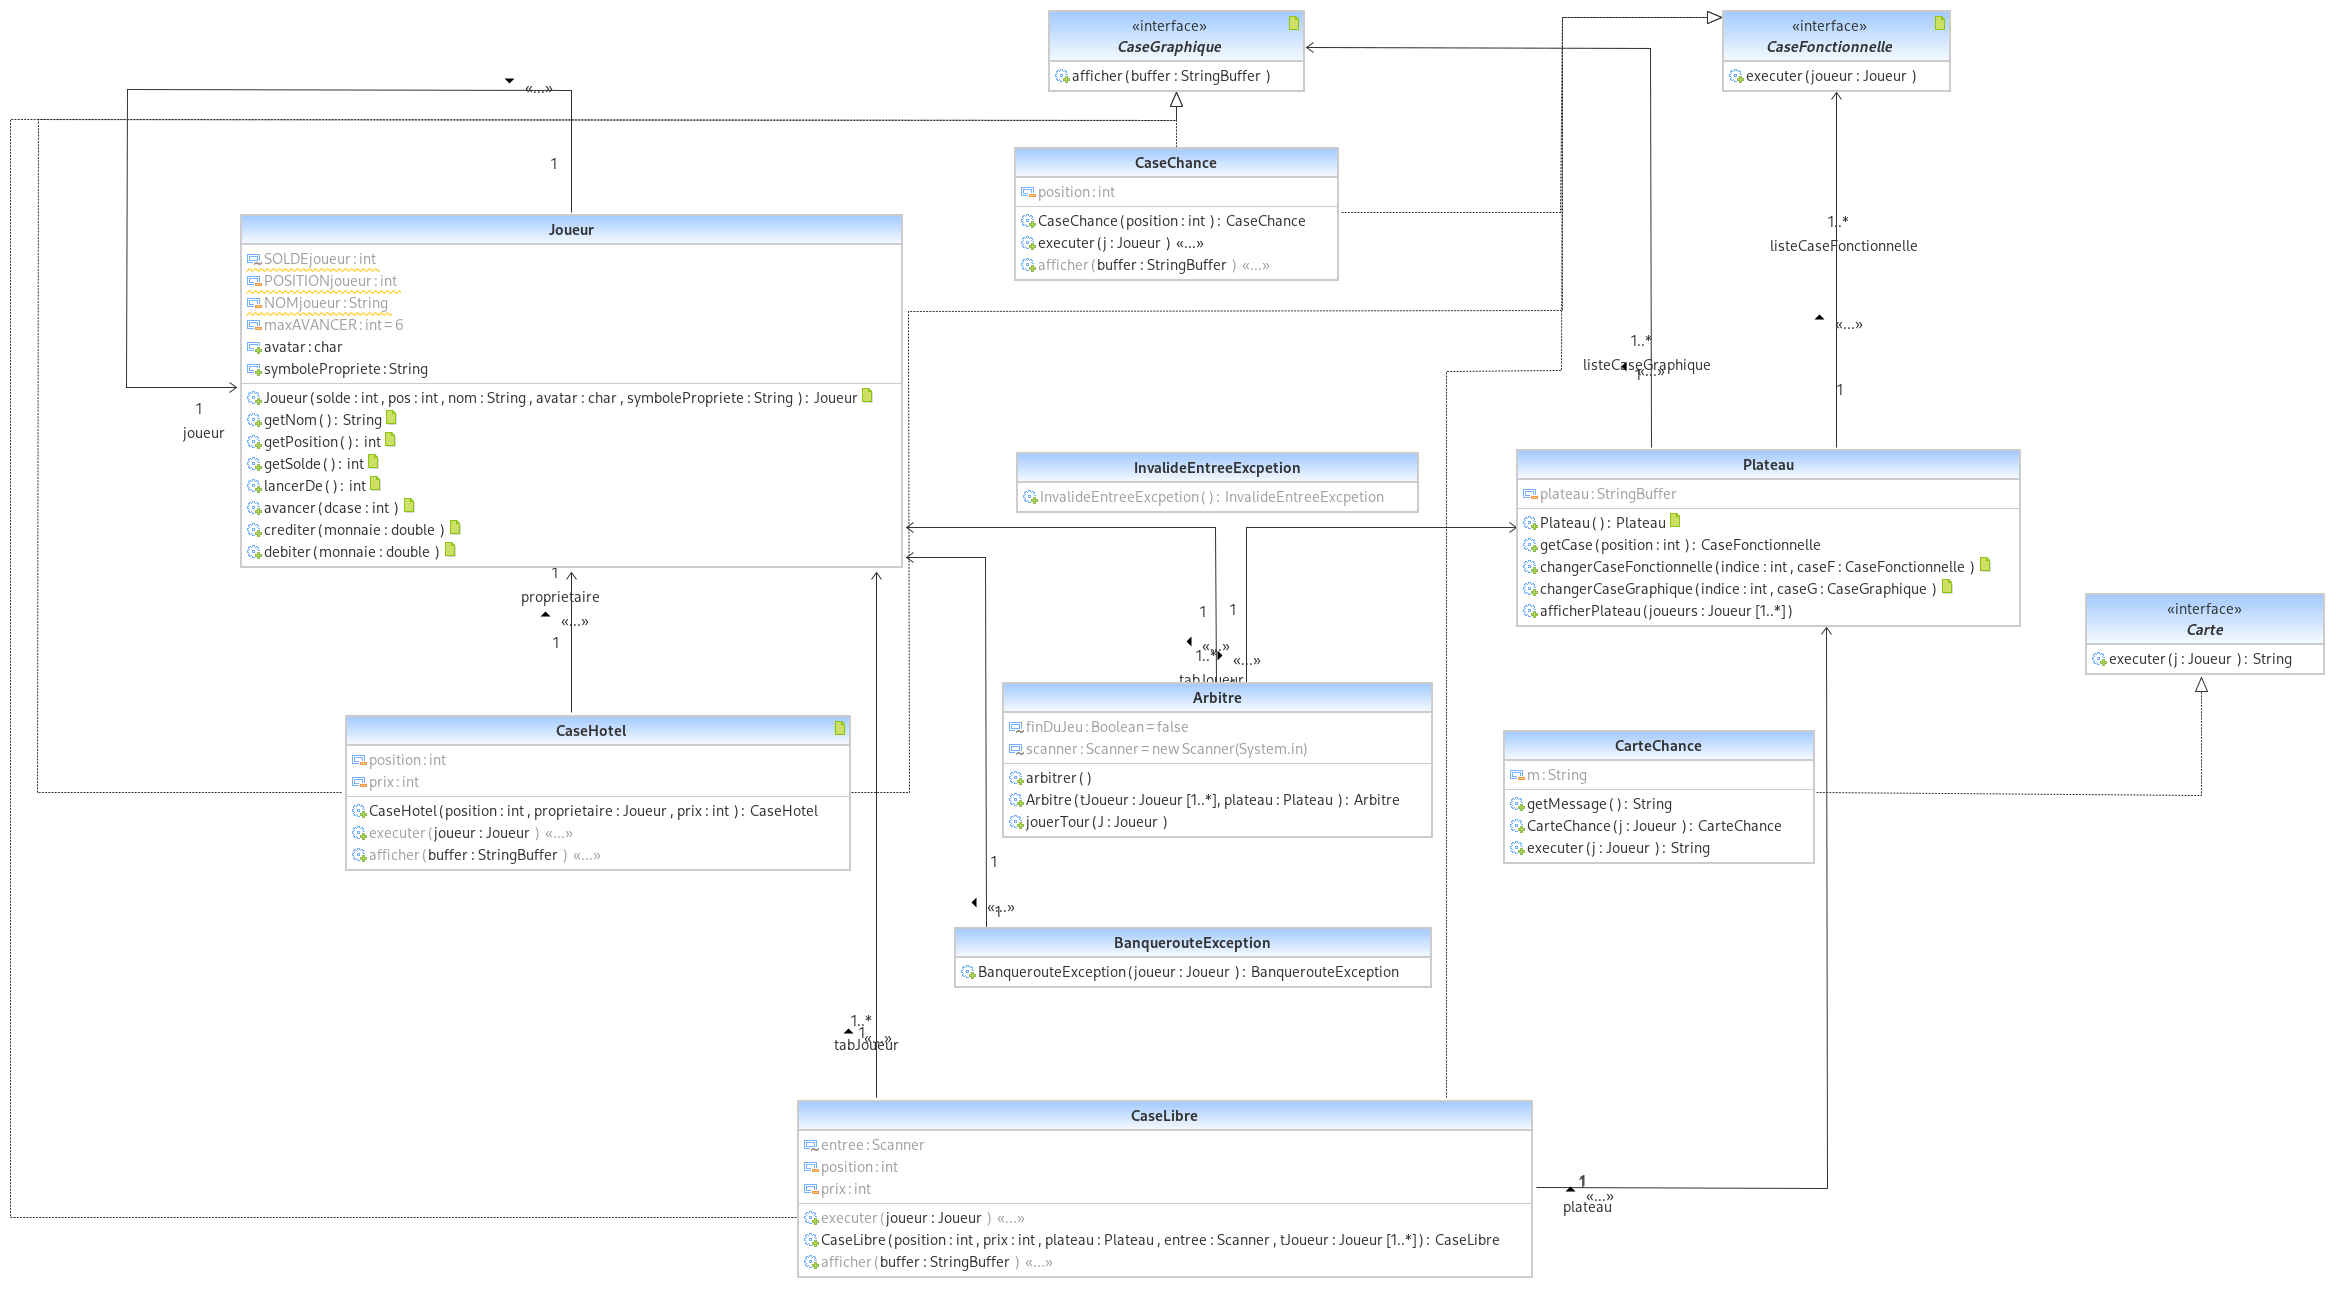 «interface»
CaseGraphique
afficher(buffer : StringBuffer )
«interface»
CaseFonctionnelle
executer(joueur : Joueur )
«...»
1
1
joueur
CaseChance
position : int
CaseChance(position : int ) : CaseChance
executer(j : Joueur ) «...»
afficher(buffer : StringBuffer ) «...»
Joueur
SOLDEjoueur : int
POSITIONjoueur : int
NOMjoueur : String
maxAVANCER : int = 6
avatar : char
symbolePropriete : String
Joueur(solde : int , pos : int , nom : String , avatar : char , symbolePropriete : String ) : Joueur
getNom( ) : String
getPosition( ) : int
getSolde( ) : int
lancerDe( ) : int
avancer(dcase : int )
crediter(monnaie : double )
debiter(monnaie : double )
1..*
listeCaseFonctionnelle
«...»
1
1..*
listeCaseGraphique
1
«...»
InvalideEntreeExcpetion
InvalideEntreeExcpetion( ) : InvalideEntreeExcpetion
Plateau
plateau : StringBuffer
Plateau( ) : Plateau
getCase(position : int ) : CaseFonctionnelle
changerCaseFonctionnelle(indice : int , caseF : CaseFonctionnelle )
changerCaseGraphique(indice : int , caseG : CaseGraphique )
afficherPlateau(joueurs : Joueur [1..*] )
1
proprietaire
«...»
1
1
1
«...»
1..*
«...»
tabJoueur
«interface»
Carte
executer(j : Joueur ) : String
Arbitre
finDuJeu : Boolean = false
scanner : Scanner = new Scanner(System.in)
arbitrer( )
Arbitre(tJoueur : Joueur [1..*], plateau : Plateau ) : Arbitre
jouerTour(J : Joueur )
CaseHotel
position : int
prix : int
CaseHotel(position : int , proprietaire : Joueur , prix : int ) : CaseHotel
executer(joueur : Joueur ) «...»
afficher(buffer : StringBuffer ) «...»
CarteChance
m : String
getMessage( ) : String
CarteChance(j : Joueur ) : CarteChance
executer(j : Joueur ) : String
1
«...»
1
BanquerouteException
BanquerouteException(joueur : Joueur ) : BanquerouteException
1..*
1
«...»
tabJoueur
CaseLibre
entree : Scanner
position : int
prix : int
executer(joueur : Joueur ) «...»
CaseLibre(position : int , prix : int , plateau : Plateau , entree : Scanner , tJoueur : Joueur [1..*] ) : CaseLibre
afficher(buffer : StringBuffer ) «...»
1
«...»
plateau